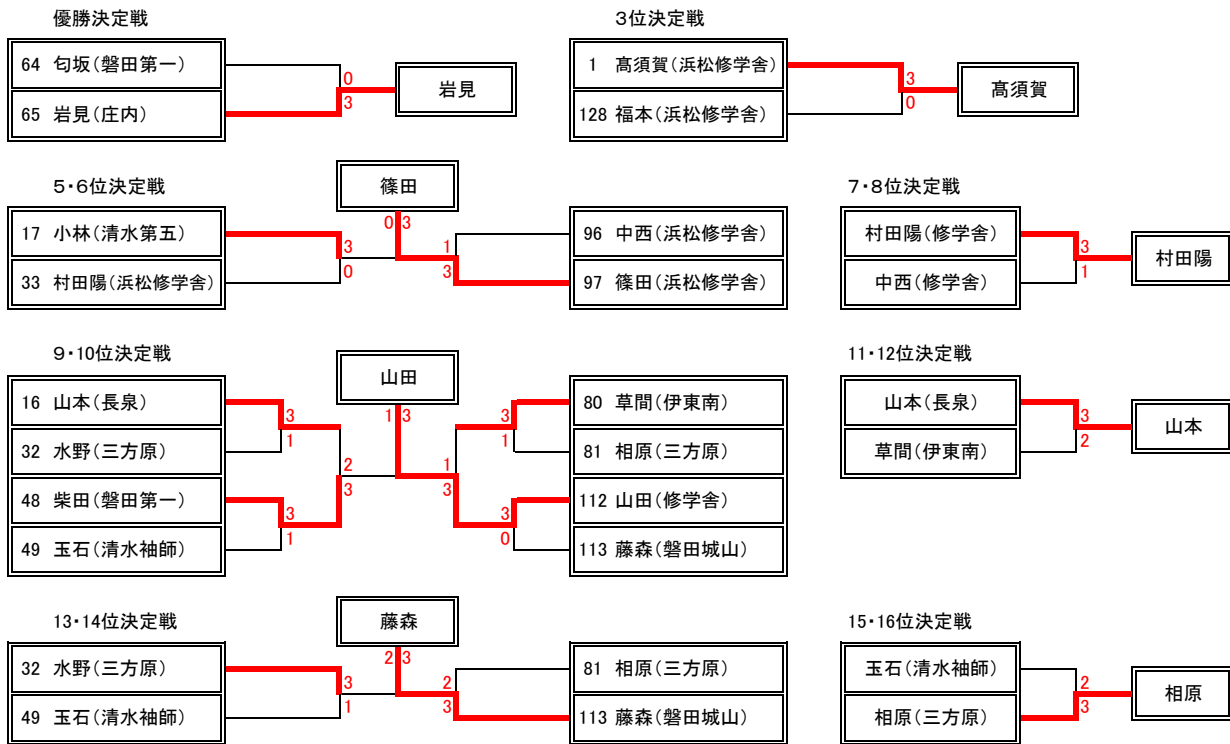 優勝決定戦
64 匂坂(磐田第一)
65 岩見(庄内)
0
3
岩見
3位決定戦
1 髙須賀(浜松修学舎)
128 福本(浜松修学舎)
3
0
髙須賀
5・6位決定戦
17 小林(清水第五)
33 村田陽(浜松修学舎)
3
0
篠田
0 3
1
3
96 中西(浜松修学舎)
97 篠田(浜松修学舎)
7・8位決定戦
村田陽(修学舎)
中西(修学舎)
3
1
村田陽
9・10位決定戦
16 山本(長泉)
32 水野(三方原)
48 柴田(磐田第一)
49 玉石(清水袖師)
3
1
3
1
2
3
山田
1 3
1
3
3
1
3
0
80 草間(伊東南)
81 相原(三方原)
112 山田(修学舎)
113 藤森(磐田城山)
11・12位決定戦
山本(長泉)
草間(伊東南)
3
2
山本
13・14位決定戦
32 水野(三方原)
49 玉石(清水袖師)
3
1
藤森
2 3
2
3
81 相原(三方原)
113 藤森(磐田城山)
15・16位決定戦
玉石(清水袖師)
相原(三方原)
2
3
相原